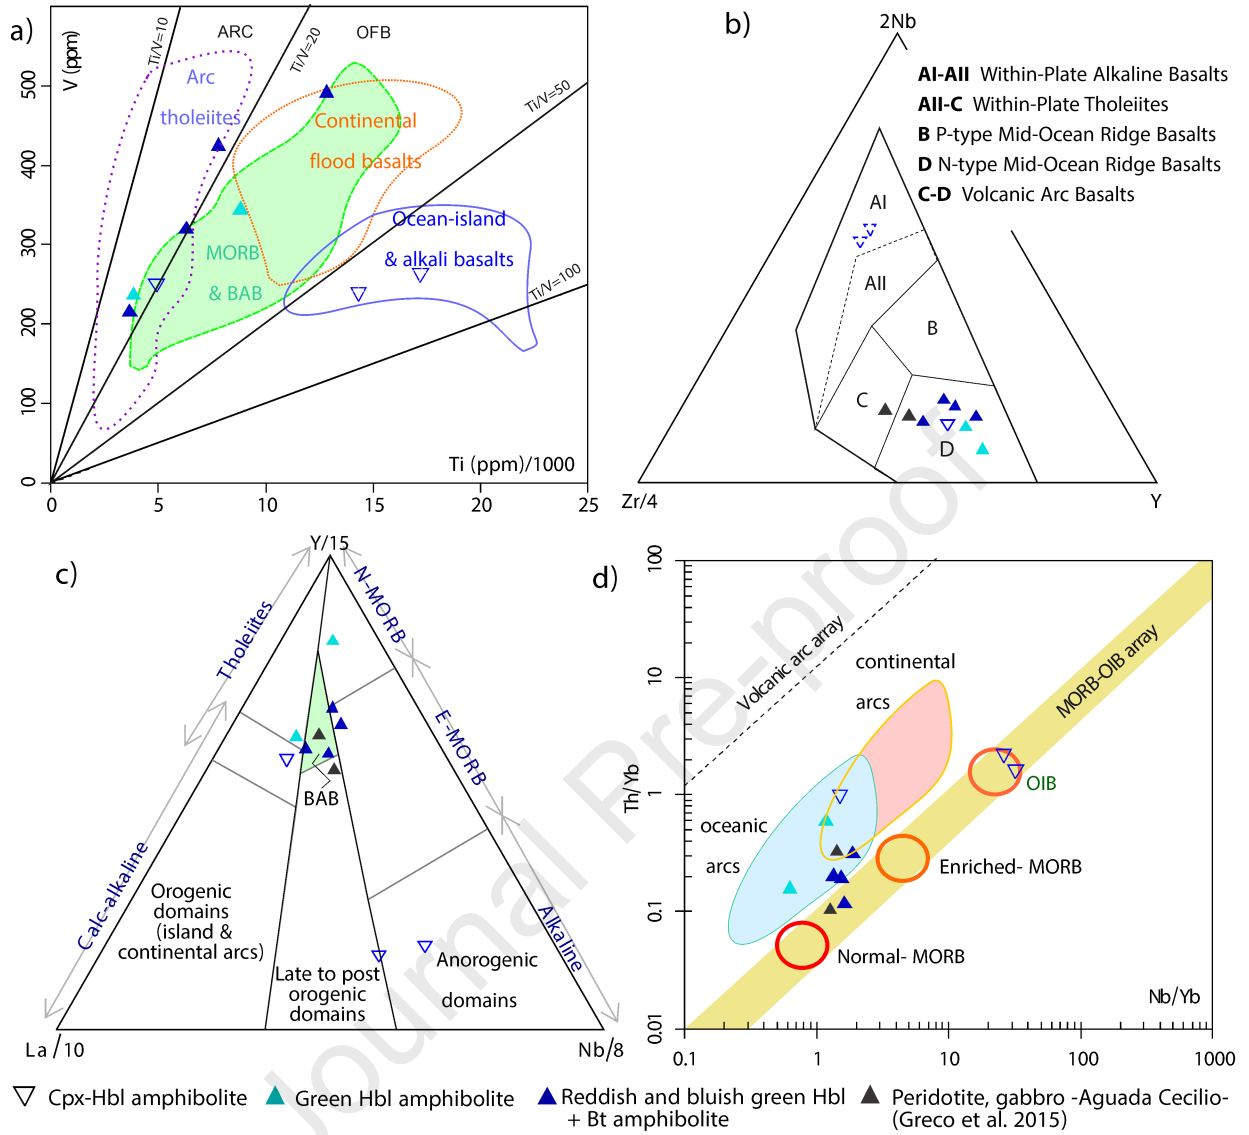 a)
V (ppm)
Ti/V=10
ARC
Ti/V=20
OFB
Ti/V=50
Ti/V=100
Arc
tholeiites
Continental
flood basalts
Ocean-island
& alkali basalts
MORB
& BAB
500
400
300
200
100
0
Ti (ppm)/1000
0 5 10 15 20 25
b)
2Nb
AI-AII Within-Plate Alkaline Basalts
AII-C Within-Plate Tholeiites
B P-type Mid-Ocean Ridge Basalts
D N-type Mid-Ocean Ridge Basalts
C-D Volcanic Arc Basalts
AI
AII
B
C
D
Zr/4
Y
c)
Y/15
Tholeiites
N-MORB
E-MORB
Calc-alkaline
Alkaline
BAB
Orogenic
domains
(island &
continental arcs)
Late to post
orogenic
domains
Anorogenic
domains
La /10
Nb/8
d)
Th/Yb
100
10
1
0.1
0.01
Volcanic arc array
continental
arcs
MORB-OIB array
OIB
oceanic
arcs
Enriched- MORB
Normal- MORB
Nb/Yb
0.1 1 10 100 1000
Journal Pre-proof
Cpx-Hbl amphibolite
Green Hbl amphibolite
Reddish and bluish green Hbl
+ Bt amphibolite
Peridotite, gabbro -Aguada Cecilio-
(Greco et al. 2015)